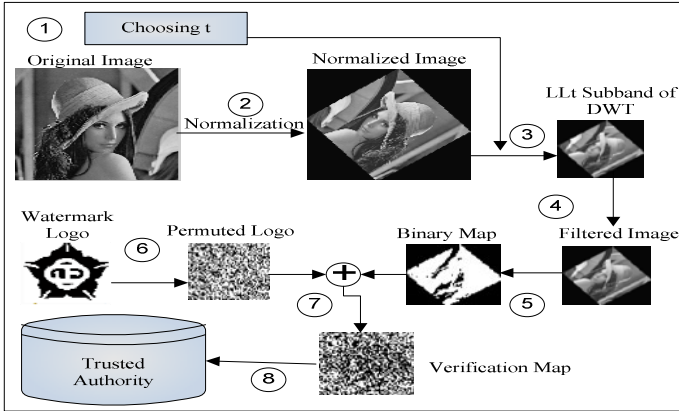 1
Choosing t
Original Image
Normalized Image
2
Normalization
3
LLt Subband of
DWT
4
Watermark
Logo
6
Permuted Logo
Binary Map
Filtered Image
7
5
Trusted
Authority
8
Verification Map